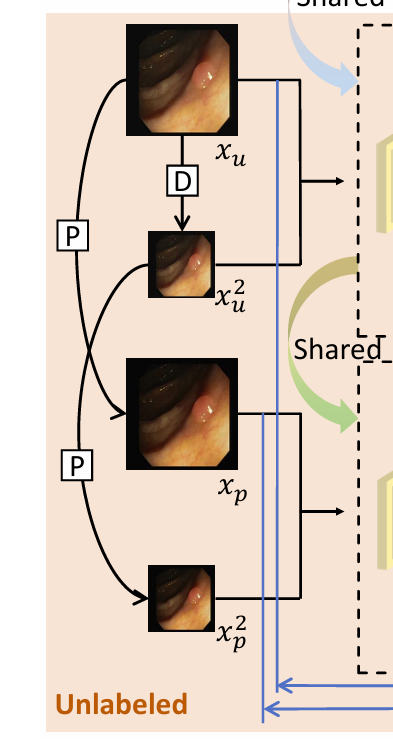 Shared
x_u
D
P
x_u^2
Shared
P
x_p
x_p^2
Unlabeled